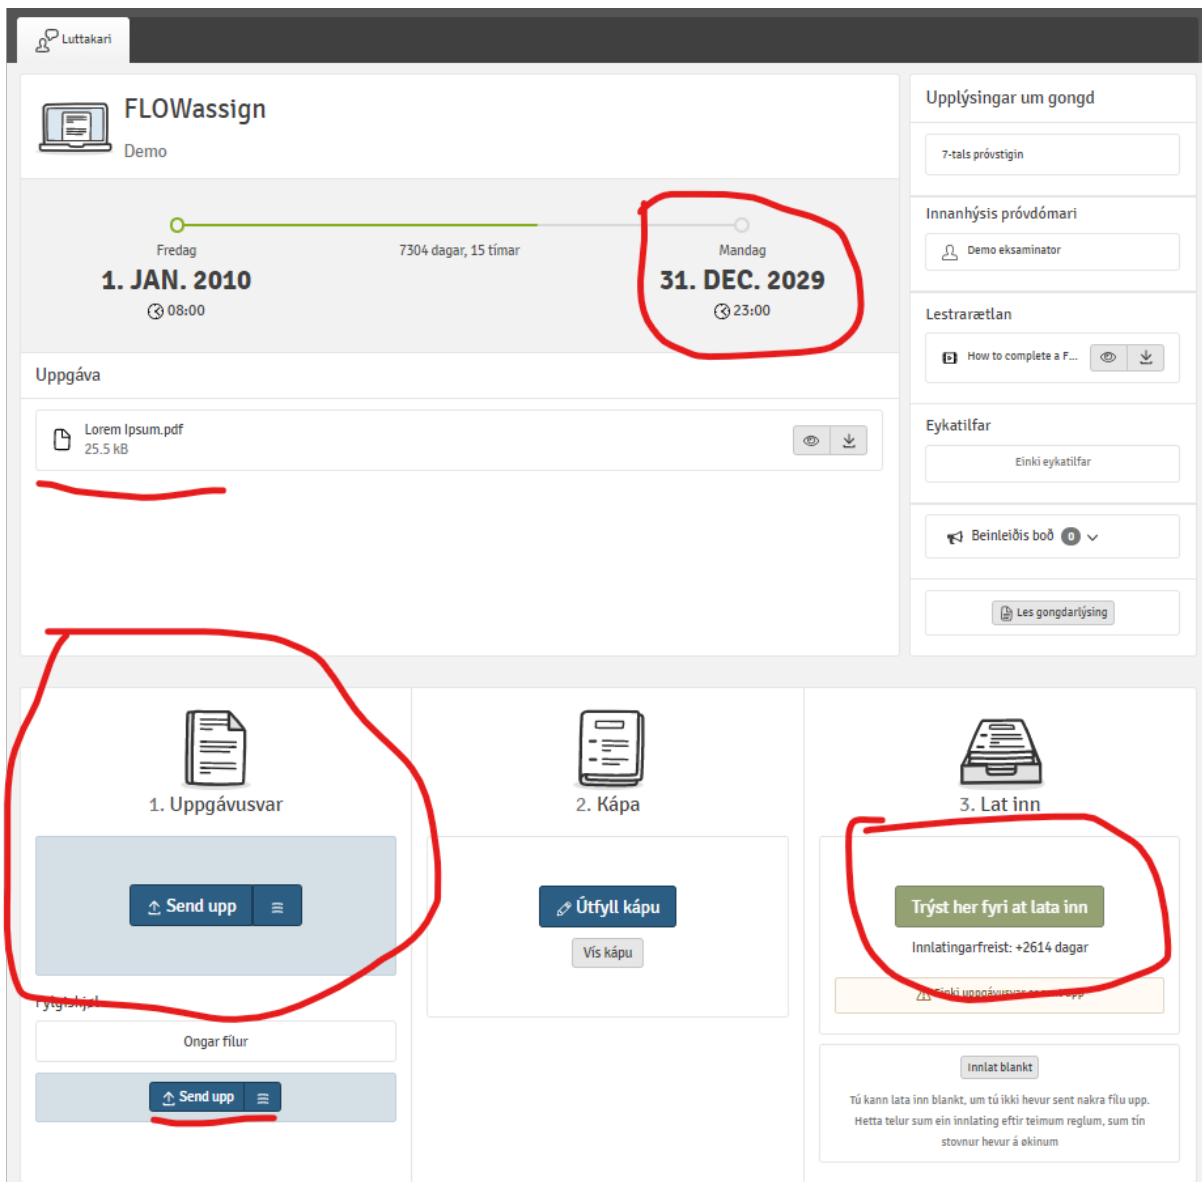 Luttakari
FLOWassign
Demo
Fredag
1. JAN. 2010
08:00
7304 dagar, 15 tímar
Mandag
31. DEC. 2029
23:00
Uppgáva
Lorem Ipsum.pdf
25.5 kB
Upplýsingar um gongd
7-tals próvstigin
Innanhýsis próvdómari
Demo eksaminator
Lestrarætlan
How to complete a F...
Eykatilfar
Einki eykatilfar
Beinleiðis boð 0
Les gongdarlýsing
1. Uppgávusvar
Send upp
Fylgiskjøl
Ongar fílur
Send upp
2. Kápa
Útfyll kápu
Vís kápu
3. Lat inn
Trýst her fyri at lata inn
Innlatingarfreist: +2614 dagar
Einki uppgávusvar upp
Innlat blankt
Tú kann lata inn blankt, um tú ikki hevur sent nakra fílu upp.
Hetta telur sum ein innlating eftir teimum reglum, sum tín
stovnur hevur á økinum